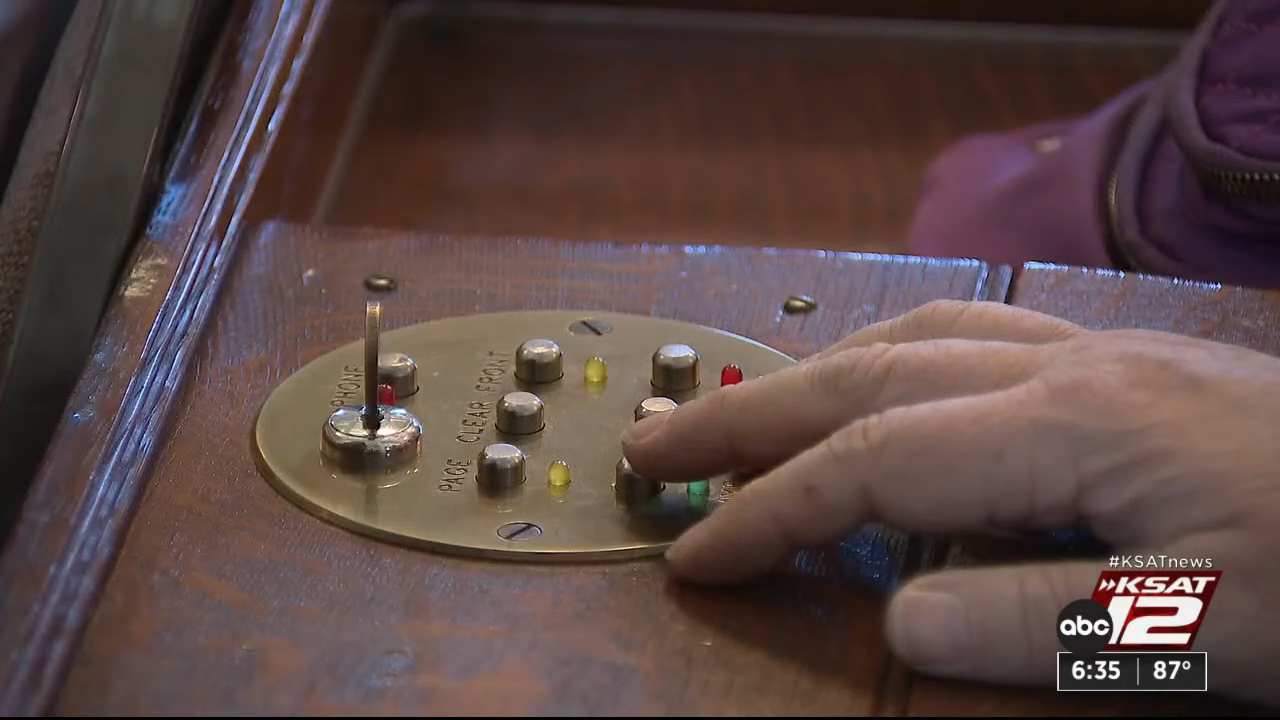 PHONE
CLEAR FRONT
PAGE
#KSATnews
KSAT
abc 12
6:35 87°